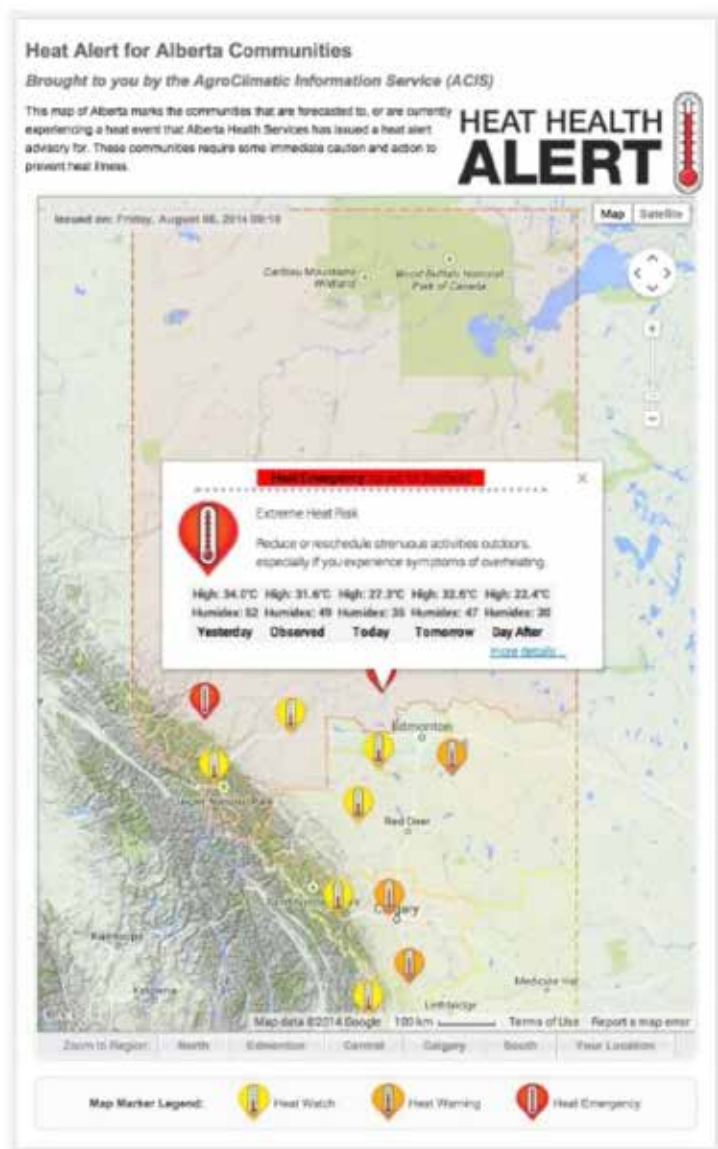 Heat Alert for Alberta Communities
Brought to you by the AgroClimatic Information Service (ACIS)
This map of Alberta marks the communities that are forecasted to, or are currently
experiencing a heat event that Alberta Health Services has issued a heat alert
advisory for. These communities require some immediate caution and action to
prevent heat illness.
HEAT HEALTH
ALERT
Issued on: Friday, August 08, 2014 09:10
Map Satellite
Caribou Mountains
Wildland
Wood Buffalo National
Park of Canada
Heat Emergency
Extreme Heat Risk
Reduce or reschedule strenuous activities outdoors,
especially if you experience symptoms of overheating.
High: 34.0°C High: 31.6°C High: 27.3°C High: 32.6°C High: 22.4°C
Humidex: 52 Humidex: 49 Humidex: 35 Humidex: 47 Humidex: 30
Yesterday Observed Today Tomorrow Day After
more details ...
Edmonton
National Park
Red Deer
Calgary
Kamloops
Kelowna
Medicine Hat
Lethbridge
Map data ©2014 Google 100 km Terms of Use Report a map error
Zoom to Region: North Edmonton Central Calgary South Your Location
Map Marker Legend: Heat Watch Heat Warning Heat Emergency